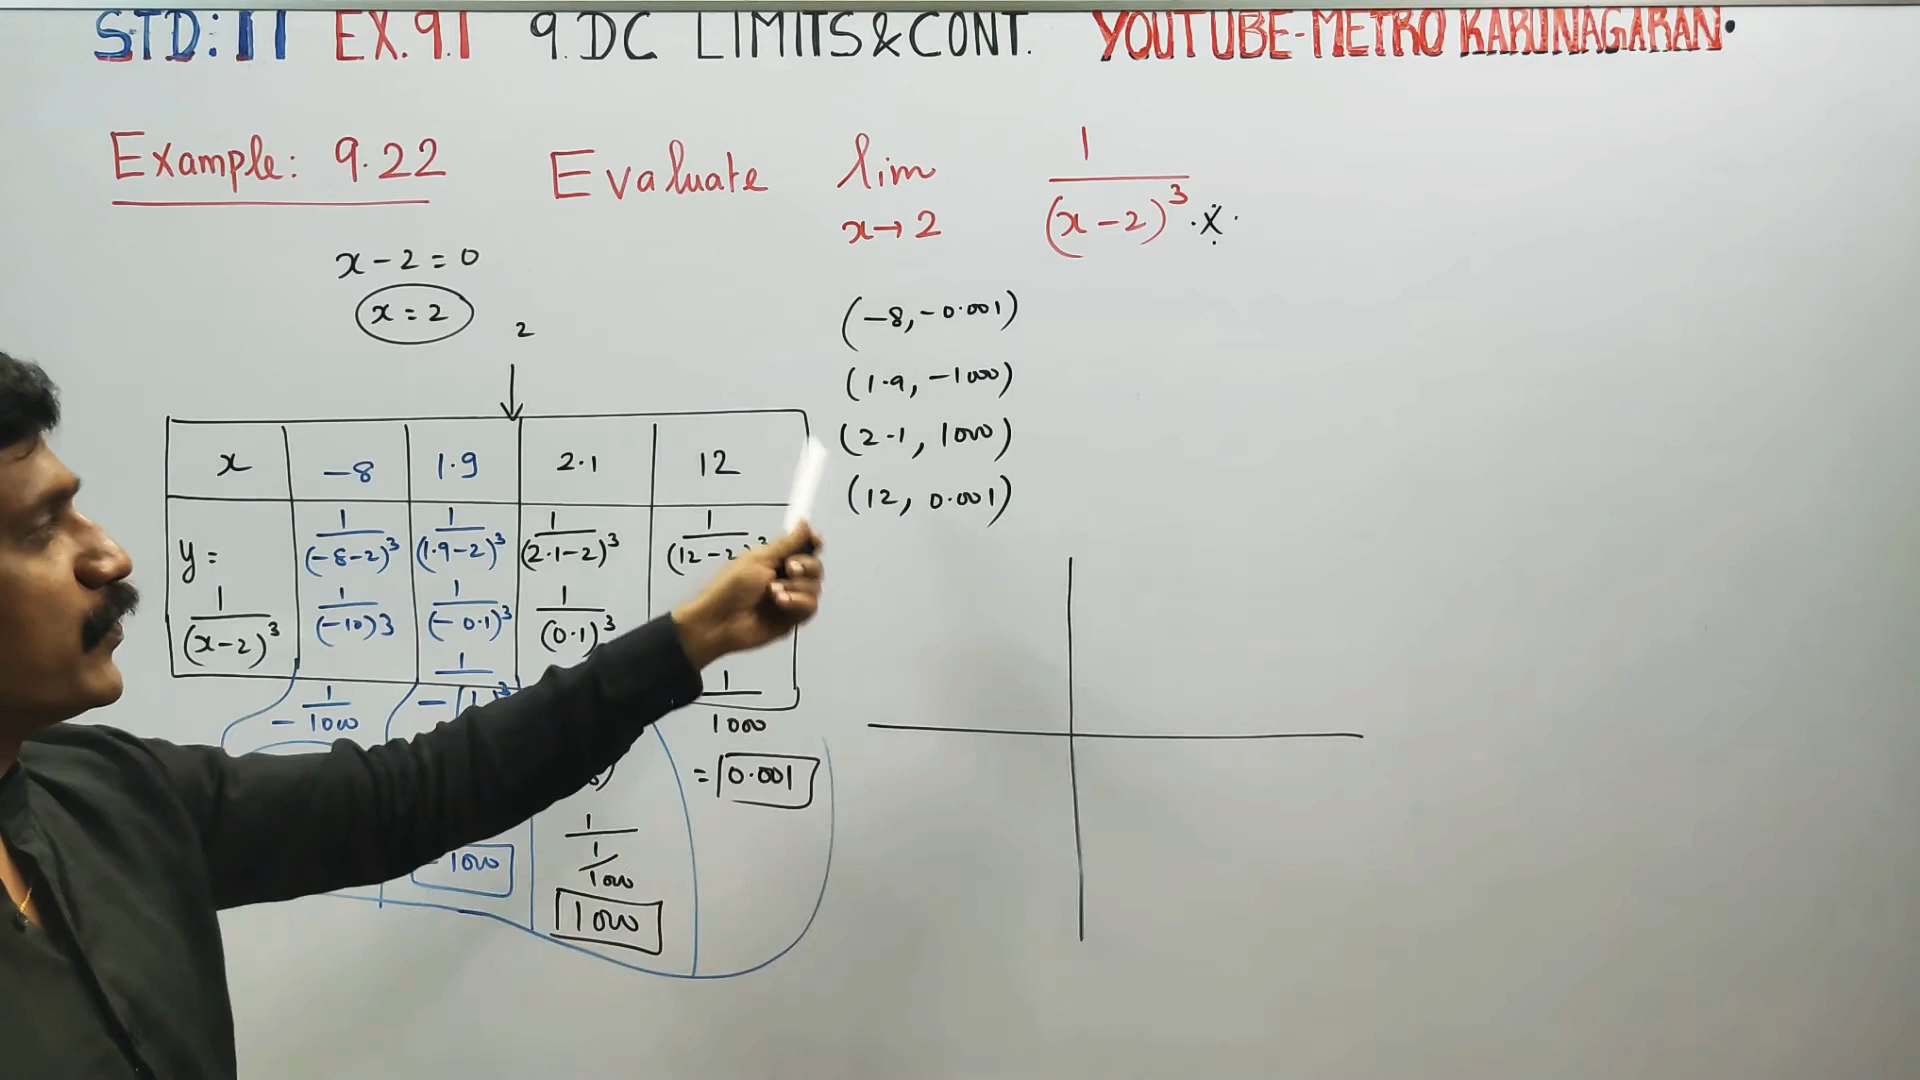 STD: 11 EX.9.1 9.DC LIMITS & CONT. YOUTUBE-METRO KARUNAGARAN.
Example: 9.22 Evaluate lim x→2 1/(x-2)³ .x.
x-2=0
x=2
2
x -8 1.9 2.1 12
y= 1/(x-2)³
1/(-8-2)³ 1/(1.9-2)³ 1/(2.1-2)³
1/(-10)3 1/(-0.1)³ 1/(0.1)³
-1/1000 1/1000
=0.001
1/(1/1000)
-1000 1000
(-8,-0.001)
(1.9,-1000)
(2.1,1000)
(12,0.001)